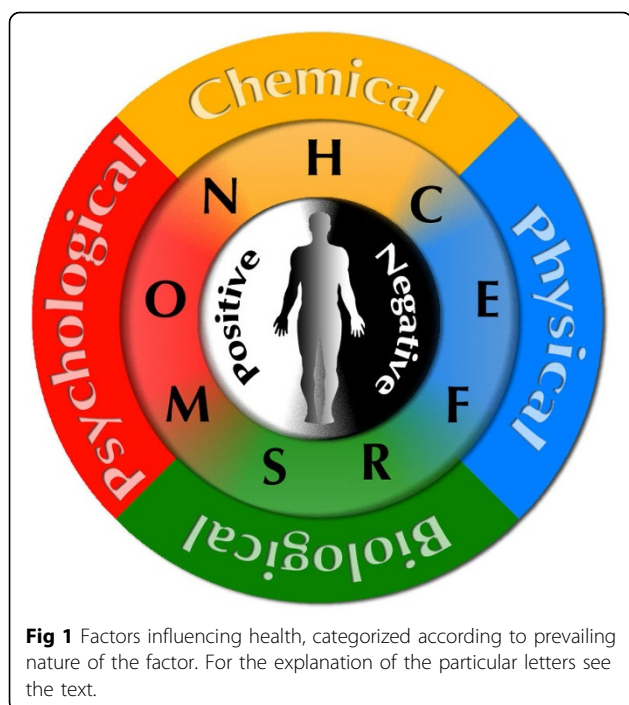 Chemical
Physical
Biological
Psychological
H
C
E
F
R
S
M
O
N
Positive
Negative
Fig 1 Factors influencing health, categorized according to prevailing
nature of the factor. For the explanation of the particular letters see
the text.